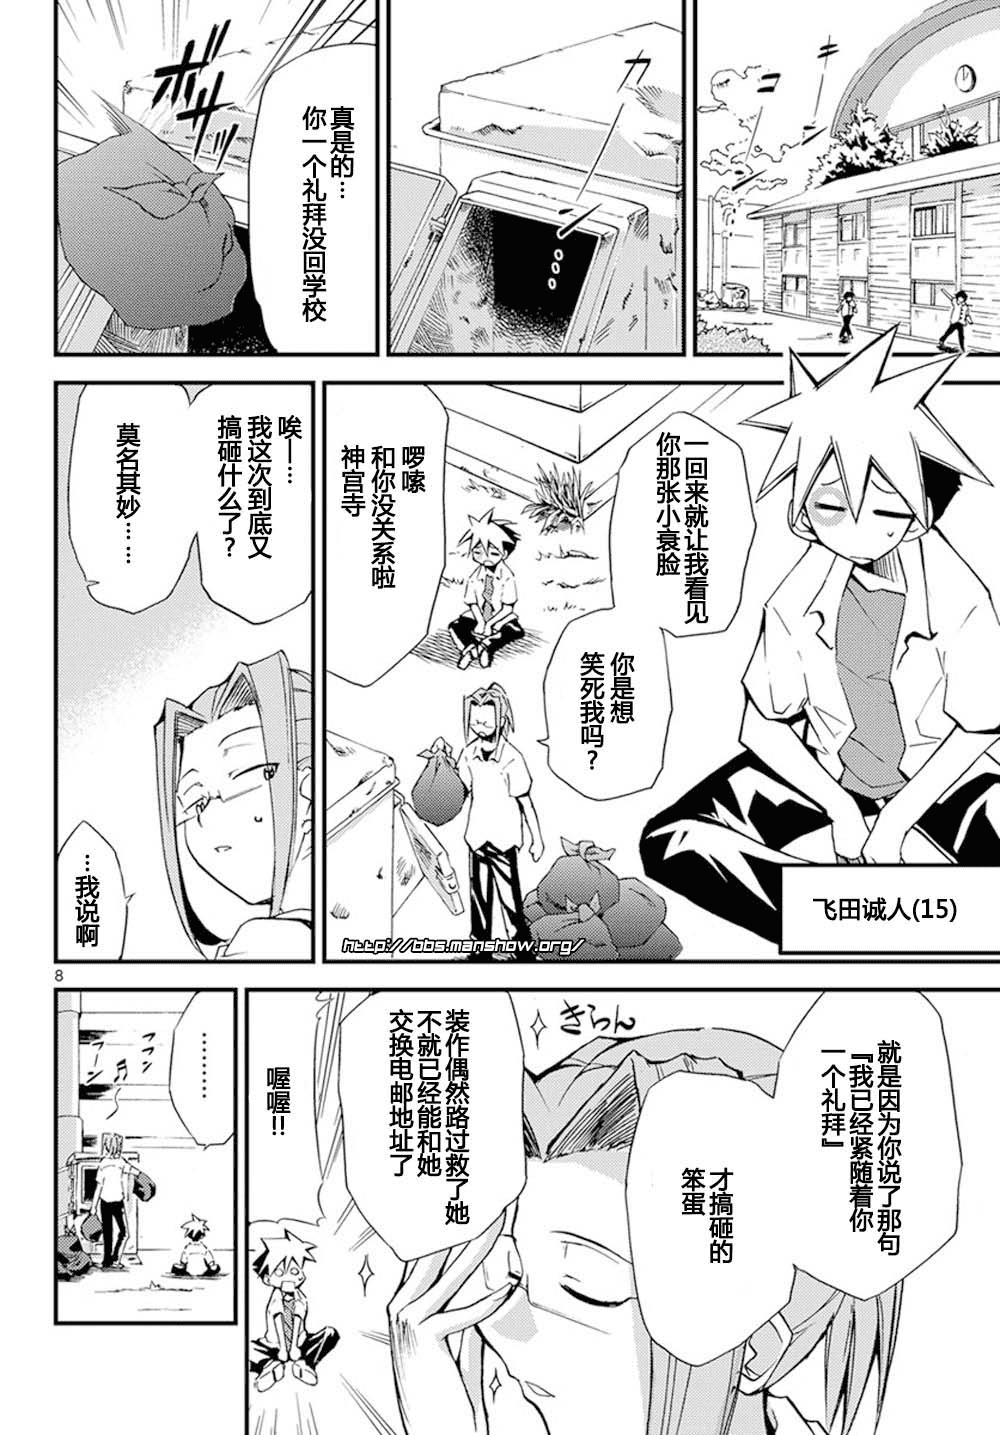 ミーン
ミーン
真是的…
你一个礼拜没回学校
ボボッ
一回来就让我看见
你那张小衰脸
你是想
笑死我吗？
飞田诚人(15)
啰嗦
和你没关系啦
神宫寺
唉—…
我这次到底又
搞砸什么了？
莫名其妙……
…我说啊
http://bbs.manshow.org/
8
就是因为你说了那句
『我已经紧随着你
一个礼拜』
才搞砸的
笨蛋
きらん
装作偶然路过救了她
不就已经能和她
交换电邮地址了
喔喔!!
………
フフン
フーン♬